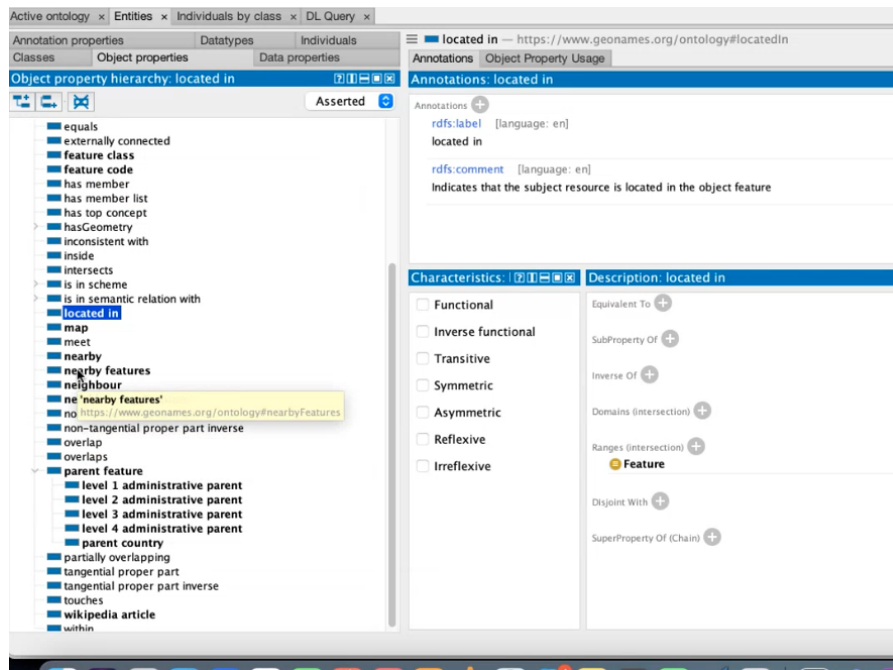 Active ontology × Entities × Individuals by class × DL Query ×
Annotation properties Datatypes Individuals
Classes Object properties Data properties
Object property hierarchy: located in
Asserted
equals
externally connected
feature class
feature code
has member
has member list
has top concept
hasGeometry
inconsistent with
inside
intersects
is in scheme
is in semantic relation with
located in
map
meet
nearby
nearby features
neighbour
ne
no
'nearby features'
https://www.geonames.org/ontology#nearbyFeatures
non-tangential proper part inverse
overlap
overlaps
parent feature
level 1 administrative parent
level 2 administrative parent
level 3 administrative parent
level 4 administrative parent
parent country
partially overlapping
tangential proper part
tangential proper part inverse
touches
wikipedia article
within
located in — https://www.geonames.org/ontology#locatedIn
Annotations Object Property Usage
Annotations: located in
Annotations
rdfs:label [language: en]
located in
rdfs:comment [language: en]
Indicates that the subject resource is located in the object feature
Characteristics:
Functional
Inverse functional
Transitive
Symmetric
Asymmetric
Reflexive
Irreflexive
Description: located in
Equivalent To
SubProperty Of
Inverse Of
Domains (intersection)
Ranges (intersection)
Feature
Disjoint With
SuperProperty Of (Chain)